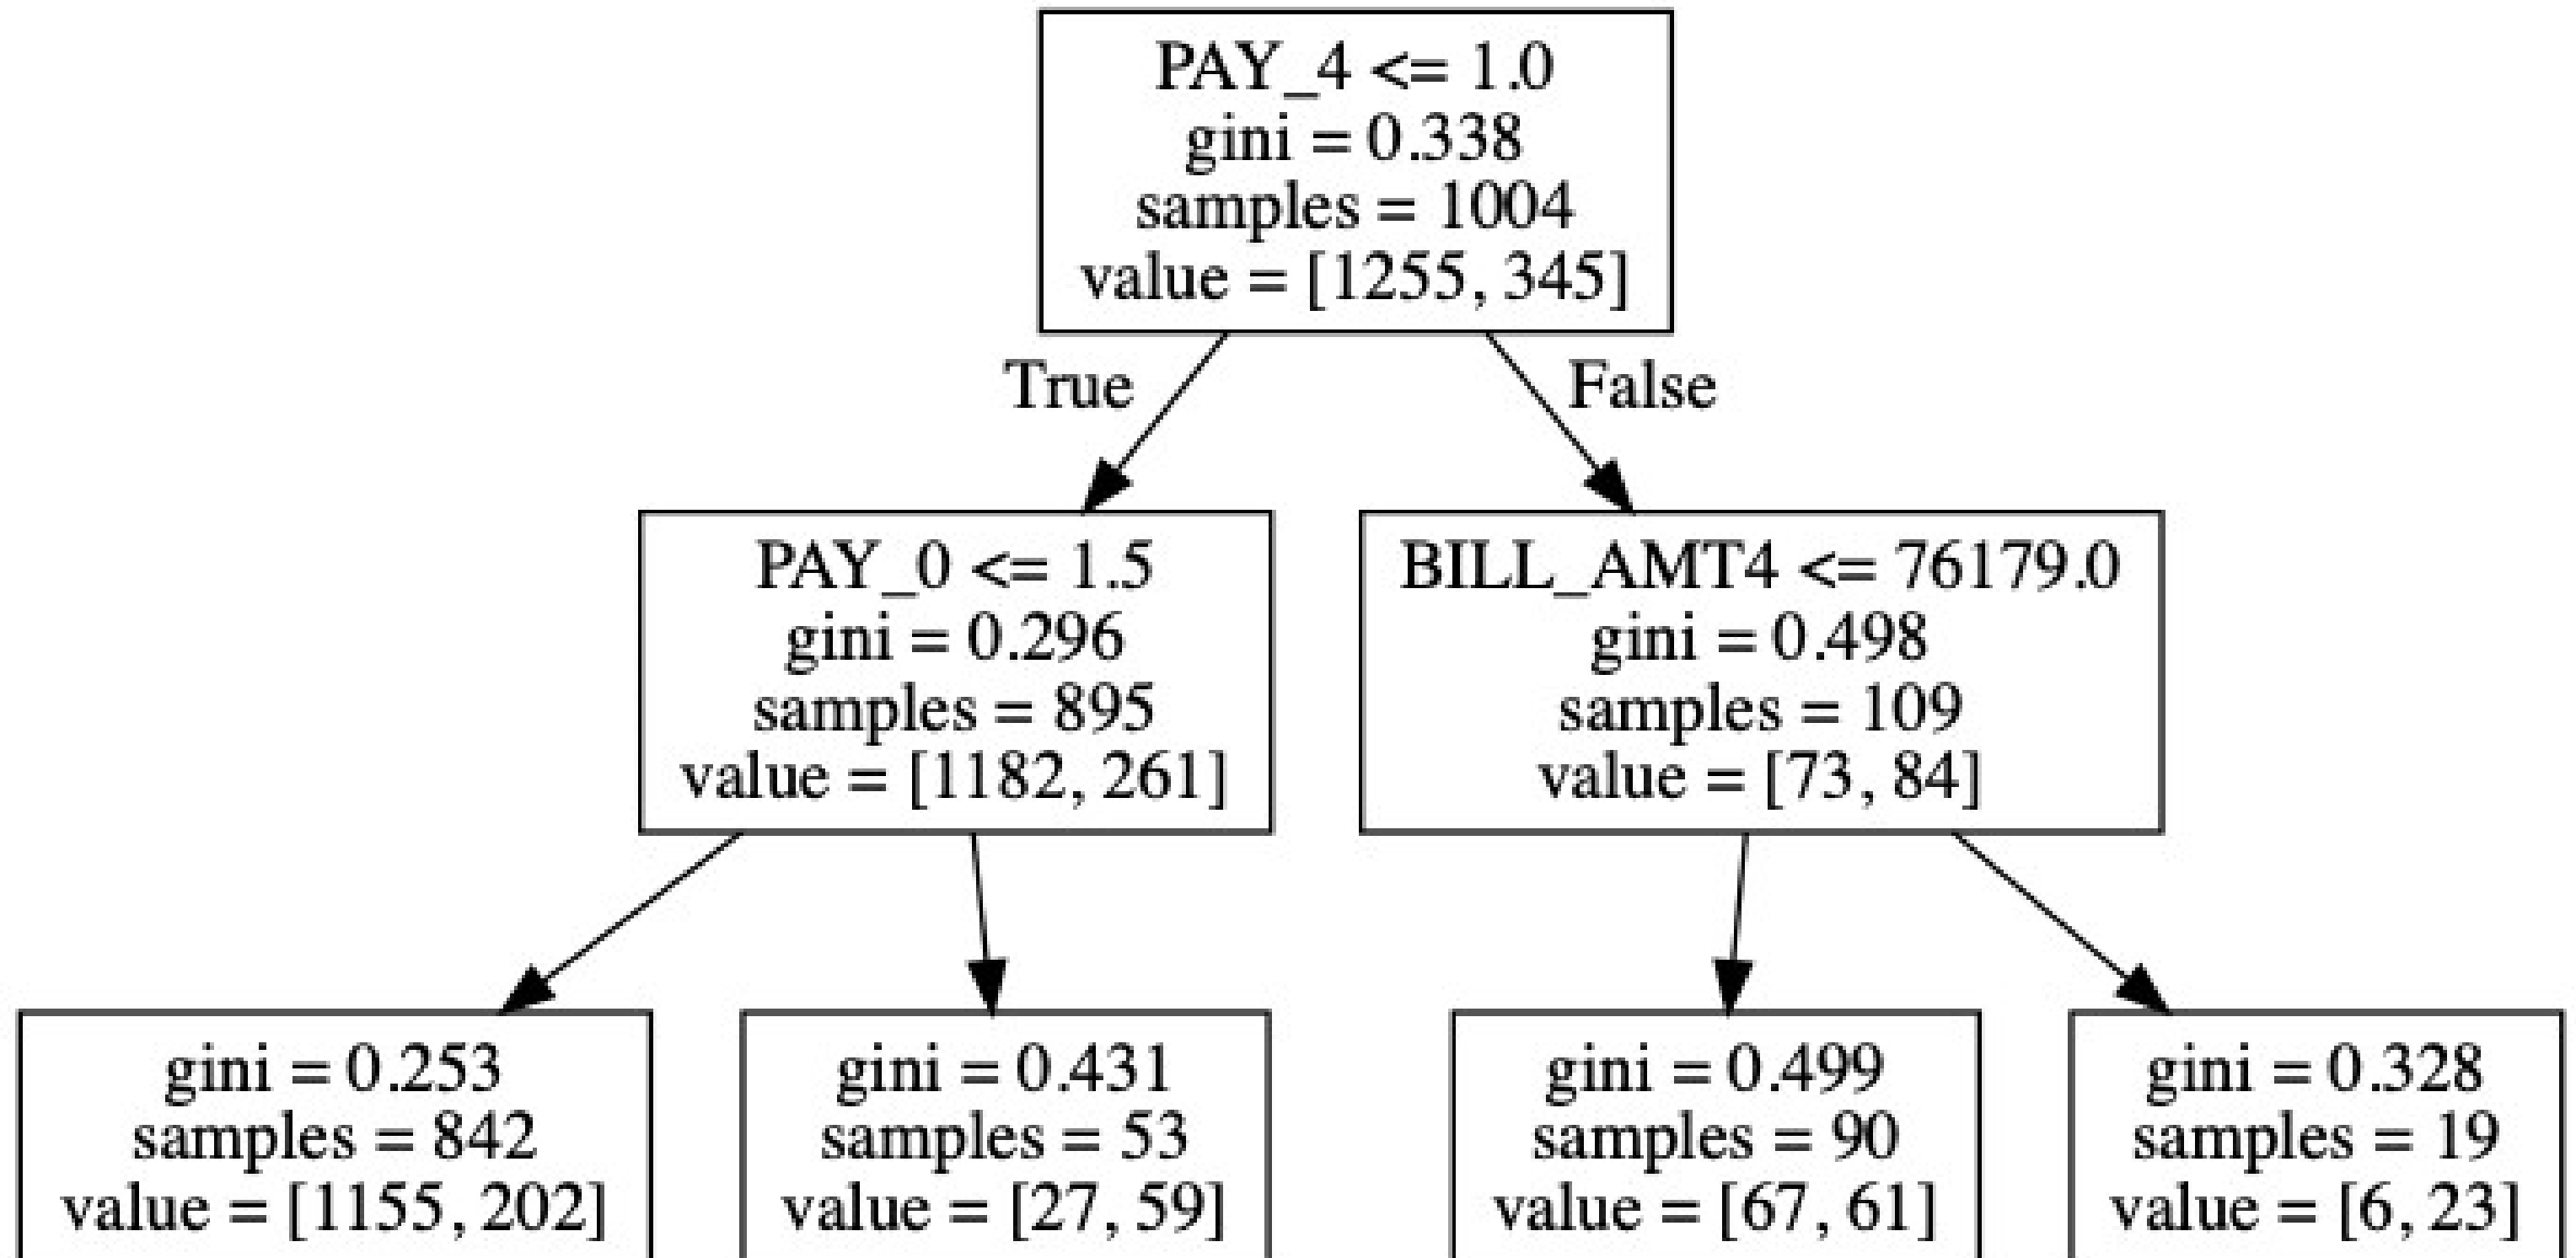 PAY_4 <= 1.0
gini = 0.338
samples = 1004
value = [1255, 345]
True
False
PAY_0 <= 1.5
gini = 0.296
samples = 895
value = [1182, 261]
BILL_AMT4 <= 76179.0
gini = 0.498
samples = 109
value = [73, 84]
gini = 0.253
samples = 842
value = [1155, 202]
gini = 0.431
samples = 53
value = [27, 59]
gini = 0.499
samples = 90
value = [67, 61]
gini = 0.328
samples = 19
value = [6, 23]